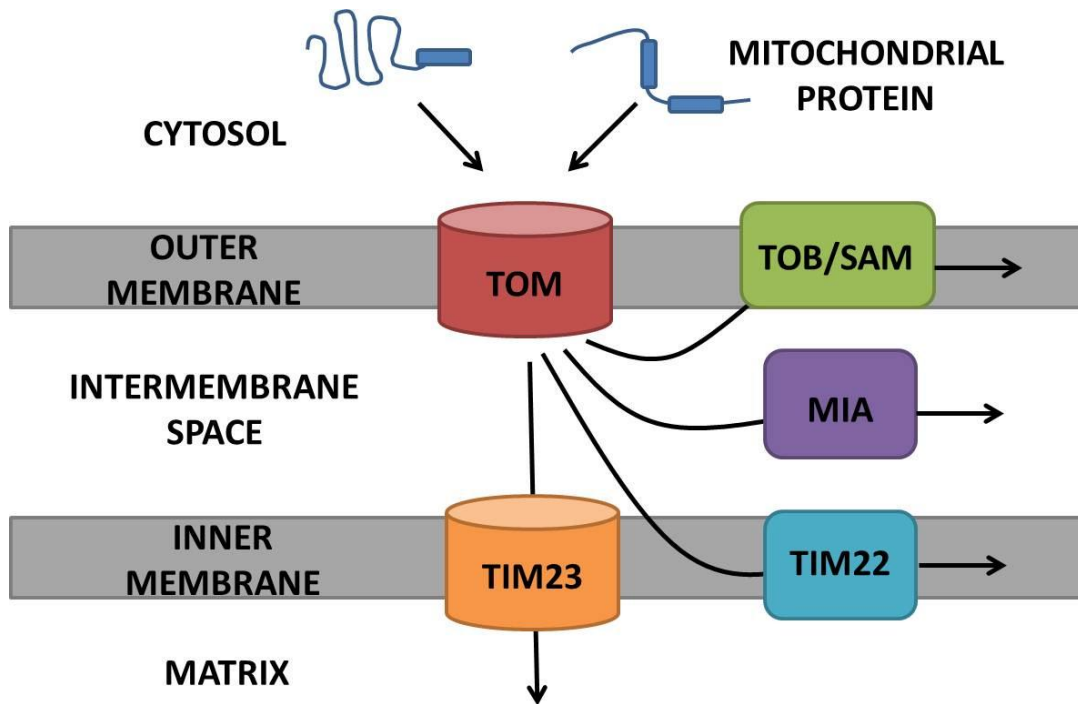 MITOCHONDRIAL
PROTEIN
CYTOSOL
OUTER
MEMBRANE
TOM
TOB/SAM
INTERMEMBRANE
SPACE
MIA
INNER
MEMBRANE
TIM23
TIM22
MATRIX